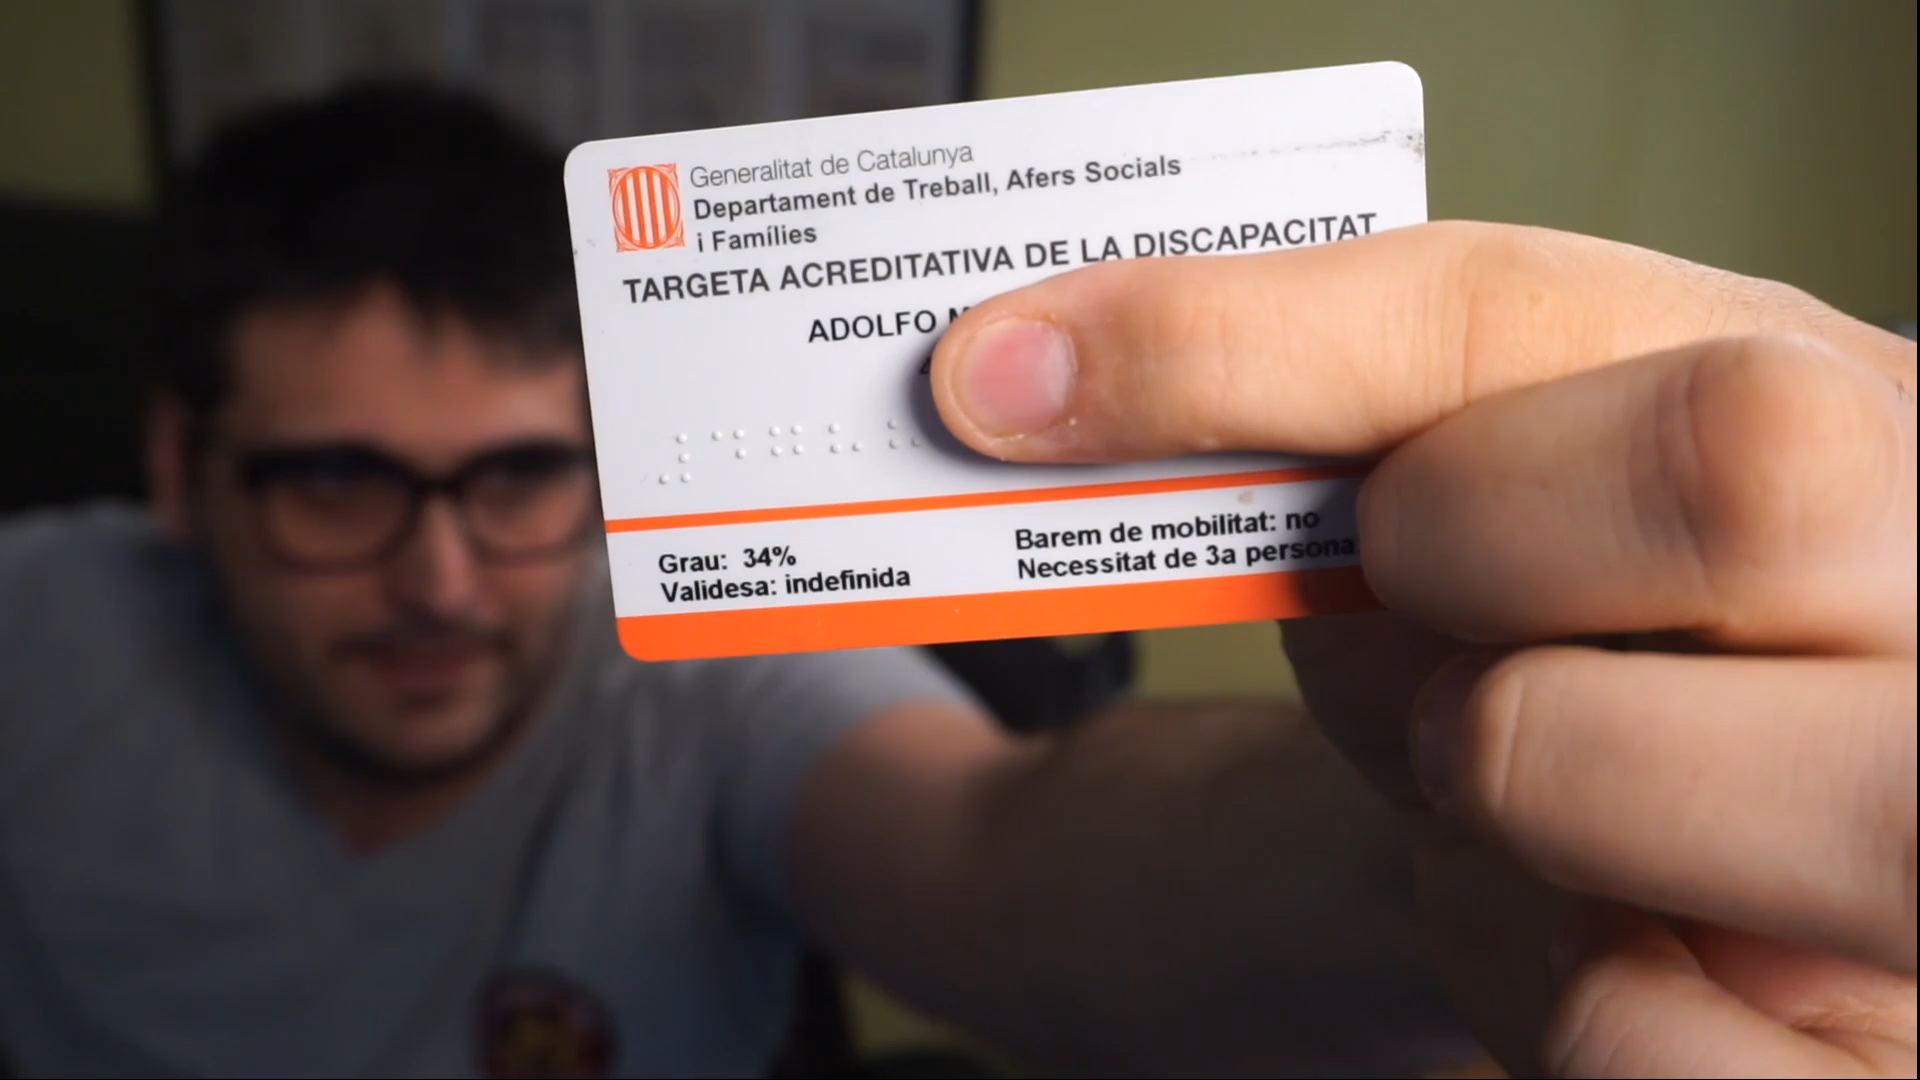 Generalitat de Catalunya
Departament de Treball, Afers Socials
i Famílies
TARGETA ACREDITATIVA DE LA DISCAPACITAT
ADOLFO
Grau: 34%
Validesa: indefinida
Barem de mobilitat: no
Necessitat de 3a persona: